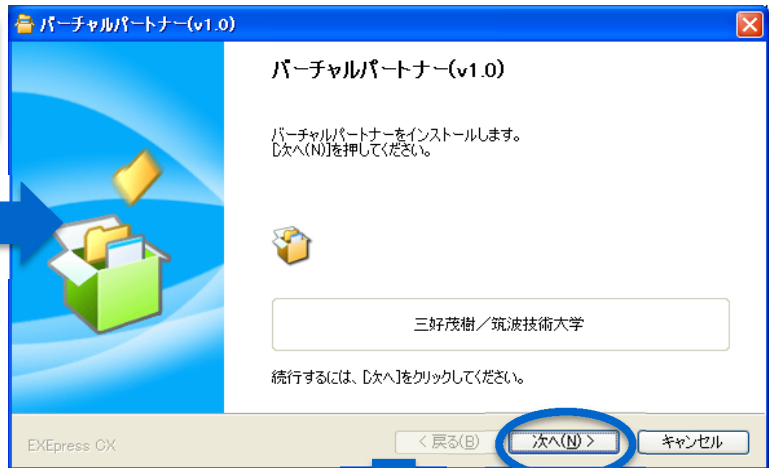 バーチャルパートナー(v1.0)
バーチャルパートナー(v1.0)
バーチャルパートナーをインストールします。
[次へ(N)]を押してください。
三好茂樹／筑波技術大学
続行するには、[次へ]をクリックしてください。
EXEpress CX
< 戻る(B)
次へ(N) >
キャンセル